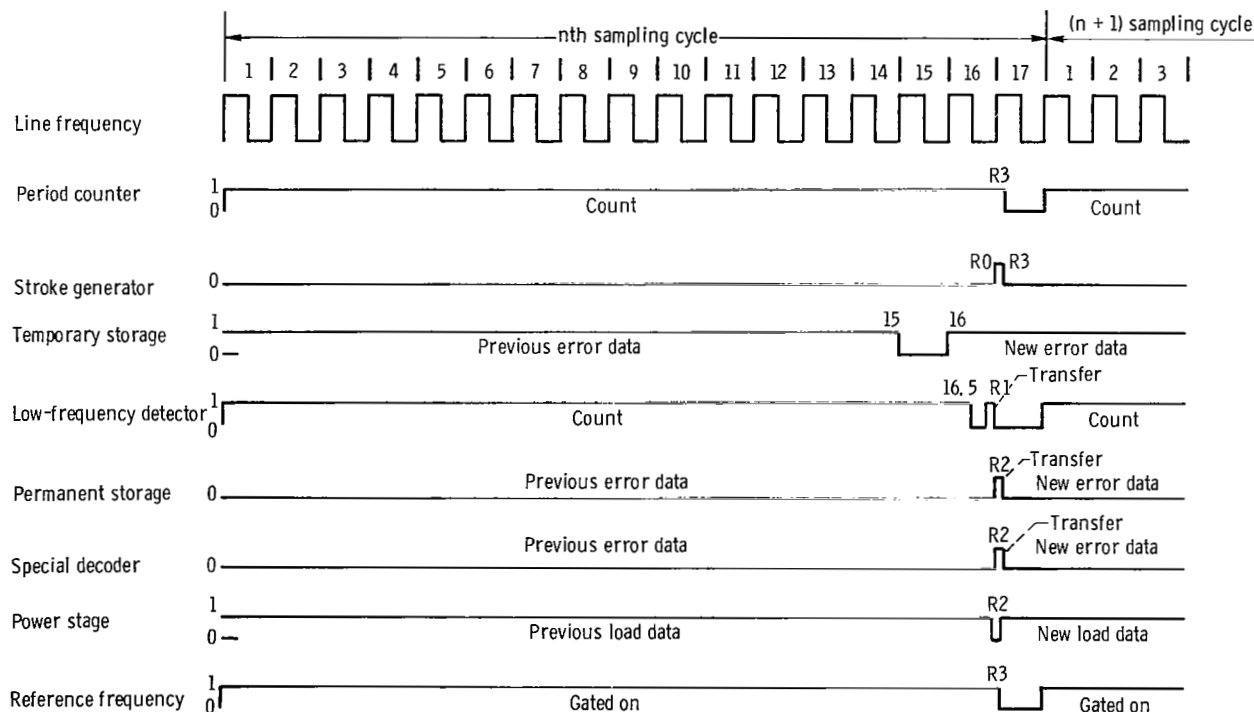 nth sampling cycle
(n + 1) sampling cycle
1 2 3 4 5 6 7 8 9 10 11 12 13 14 15 16 17 1 2 3
Line frequency
R3
Period counter
1
0
Count
Count
R0 R3
Stroke generator
0
15 16
Temporary storage
1
0
Previous error data
New error data
16.5 R1 Transfer
Low-frequency detector
1
0
Count
Count
R2 Transfer
Permanent storage
0
Previous error data
New error data
R2 Transfer
Special decoder
0
Previous error data
New error data
R2
Power stage
1
0
Previous load data
New load data
R3
Reference frequency
1
0
Gated on
Gated on